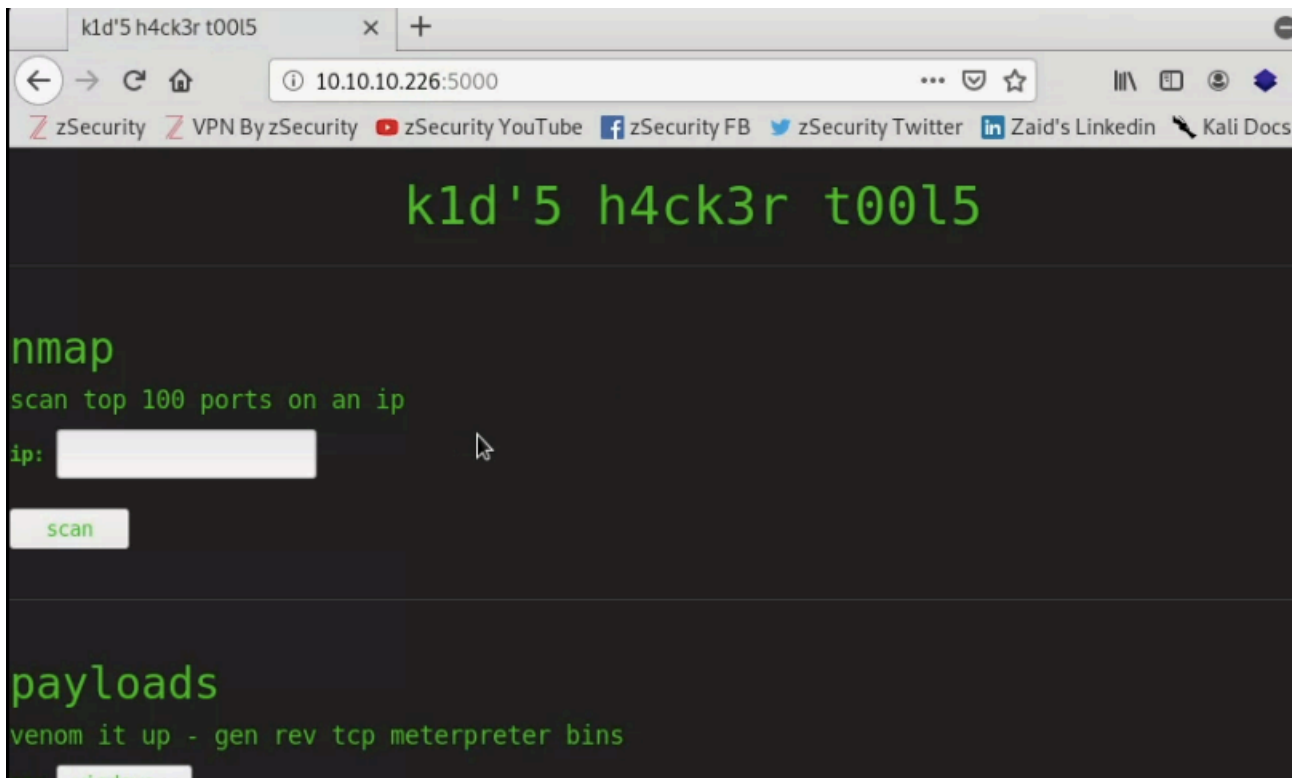 k1d'5 h4ck3r t00l5
10.10.10.226:5000
zSecurity VPN By zSecurity zSecurity YouTube zSecurity FB zSecurity Twitter Zaid's Linkedin Kali Docs
k1d'5 h4ck3r t00l5
nmap
scan top 100 ports on an ip
ip:
scan
payloads
venom it up - gen rev tcp meterpreter bins